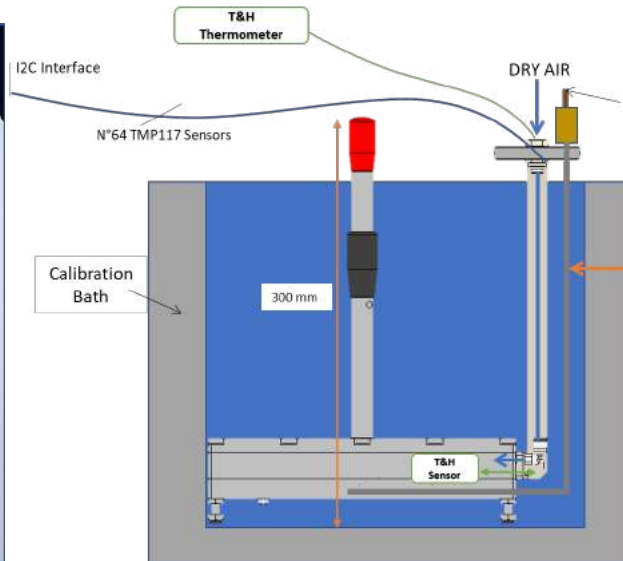 T&H
Thermometer
I2C Interface
DRY AIR
N°64 TMP117 Sensors
Calibration
Bath
300 mm
T&H
Sensor